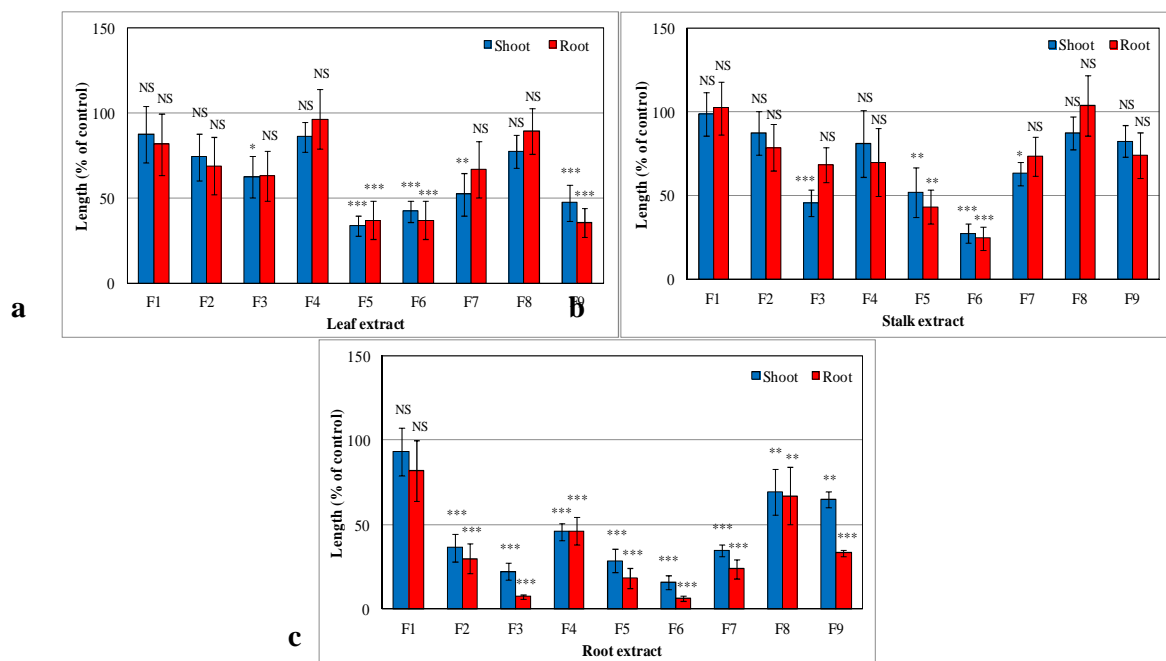 150
Shoot Root
NS NS NS NS * NS NS NS *** *** *** *** ** NS NS NS *** ***
100
50
0
Length (% of control)
F1 F2 F3 F4 F5 F6 F7 F8 F9
Leaf extract
a
150
Shoot Root
NS NS NS NS *** NS NS NS ** ** *** *** * NS NS NS NS NS
100
50
0
Length (% of control)
F1 F2 F3 F4 F5 F6 F7 F8 F9
Stalk extract
b
150
Shoot Root
NS NS *** *** *** *** *** *** *** *** *** *** *** *** ** ** ** ***
100
50
0
Length (% of control)
F1 F2 F3 F4 F5 F6 F7 F8 F9
Root extract
c